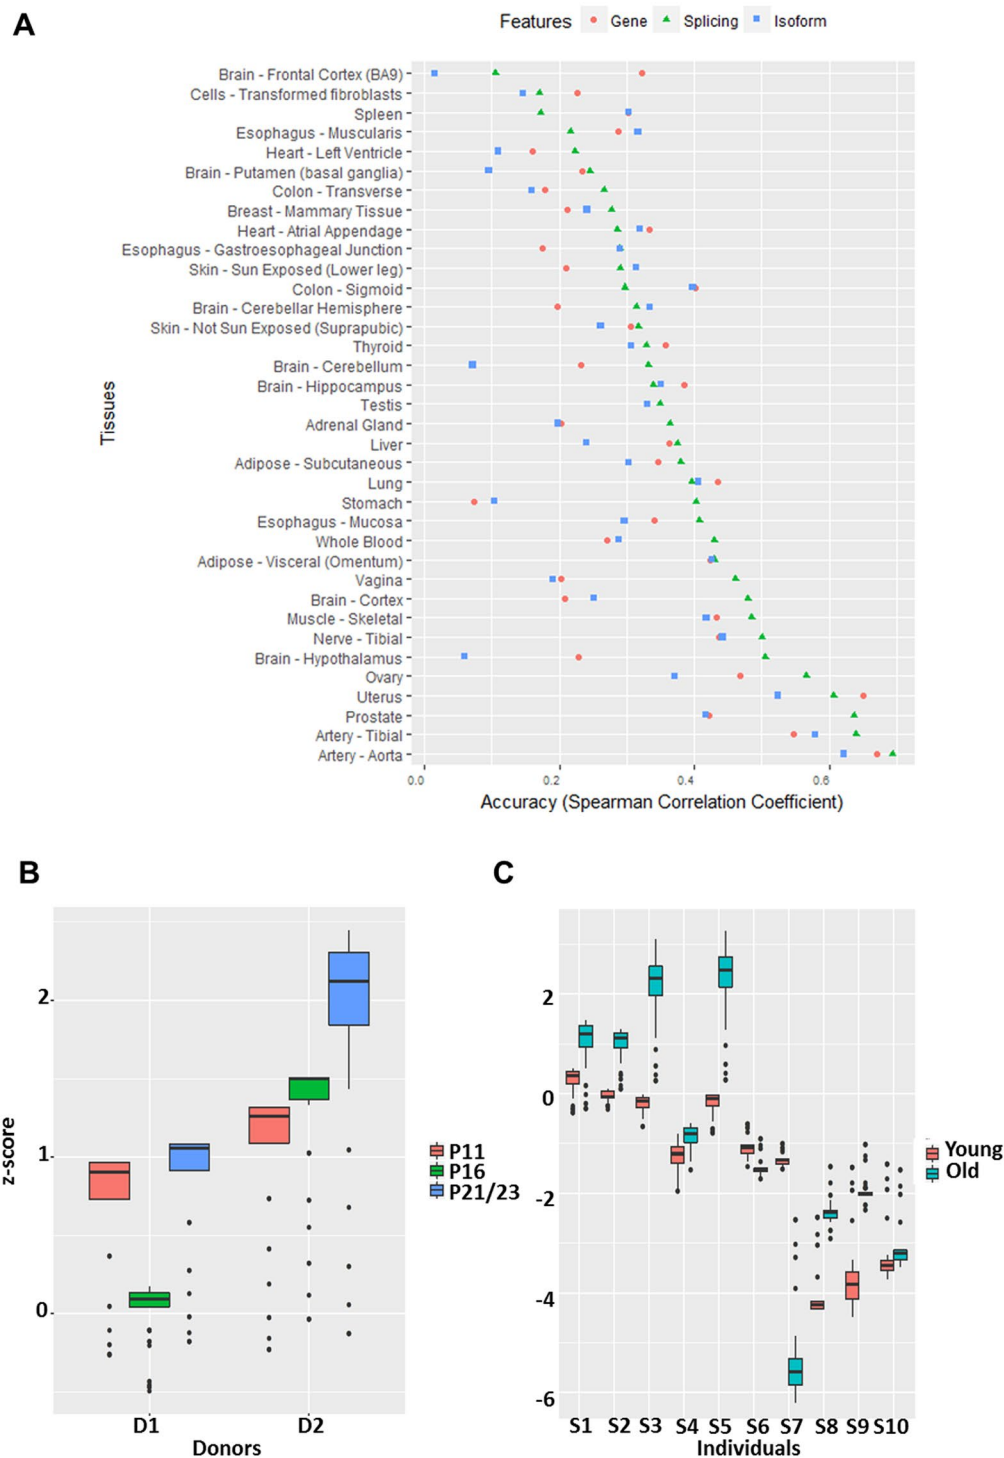 A
Features Gene Splicing Isoform
Brain - Frontal Cortex (BA9)
Cells - Transformed fibroblasts
Spleen
Esophagus - Muscularis
Heart - Left Ventricle
Brain - Putamen (basal ganglia)
Colon - Transverse
Breast - Mammary Tissue
Heart - Atrial Appendage
Esophagus - Gastroesophageal Junction
Skin - Sun Exposed (Lower leg)
Colon - Sigmoid
Brain - Cerebellar Hemisphere
Skin - Not Sun Exposed (Suprapubic)
Thyroid
Brain - Cerebellum
Brain - Hippocampus
Testis
Adrenal Gland
Liver
Adipose - Subcutaneous
Lung
Stomach
Esophagus - Mucosa
Whole Blood
Adipose - Visceral (Omentum)
Vagina
Brain - Cortex
Muscle - Skeletal
Nerve - Tibial
Brain - Hypothalamus
Ovary
Uterus
Prostate
Artery - Tibial
Artery - Aorta
Tissues
0.0 0.2 0.4 0.6
Accuracy (Spearman Correlation Coefficient)
B
z-score
2
1
0
D1 D2
Donors
P11
P16
P21/23
C
2
0
-2
-4
-6
S1 S2 S3 S4 S5 S6 S7 S8 S9 S10
Individuals
Young
Old